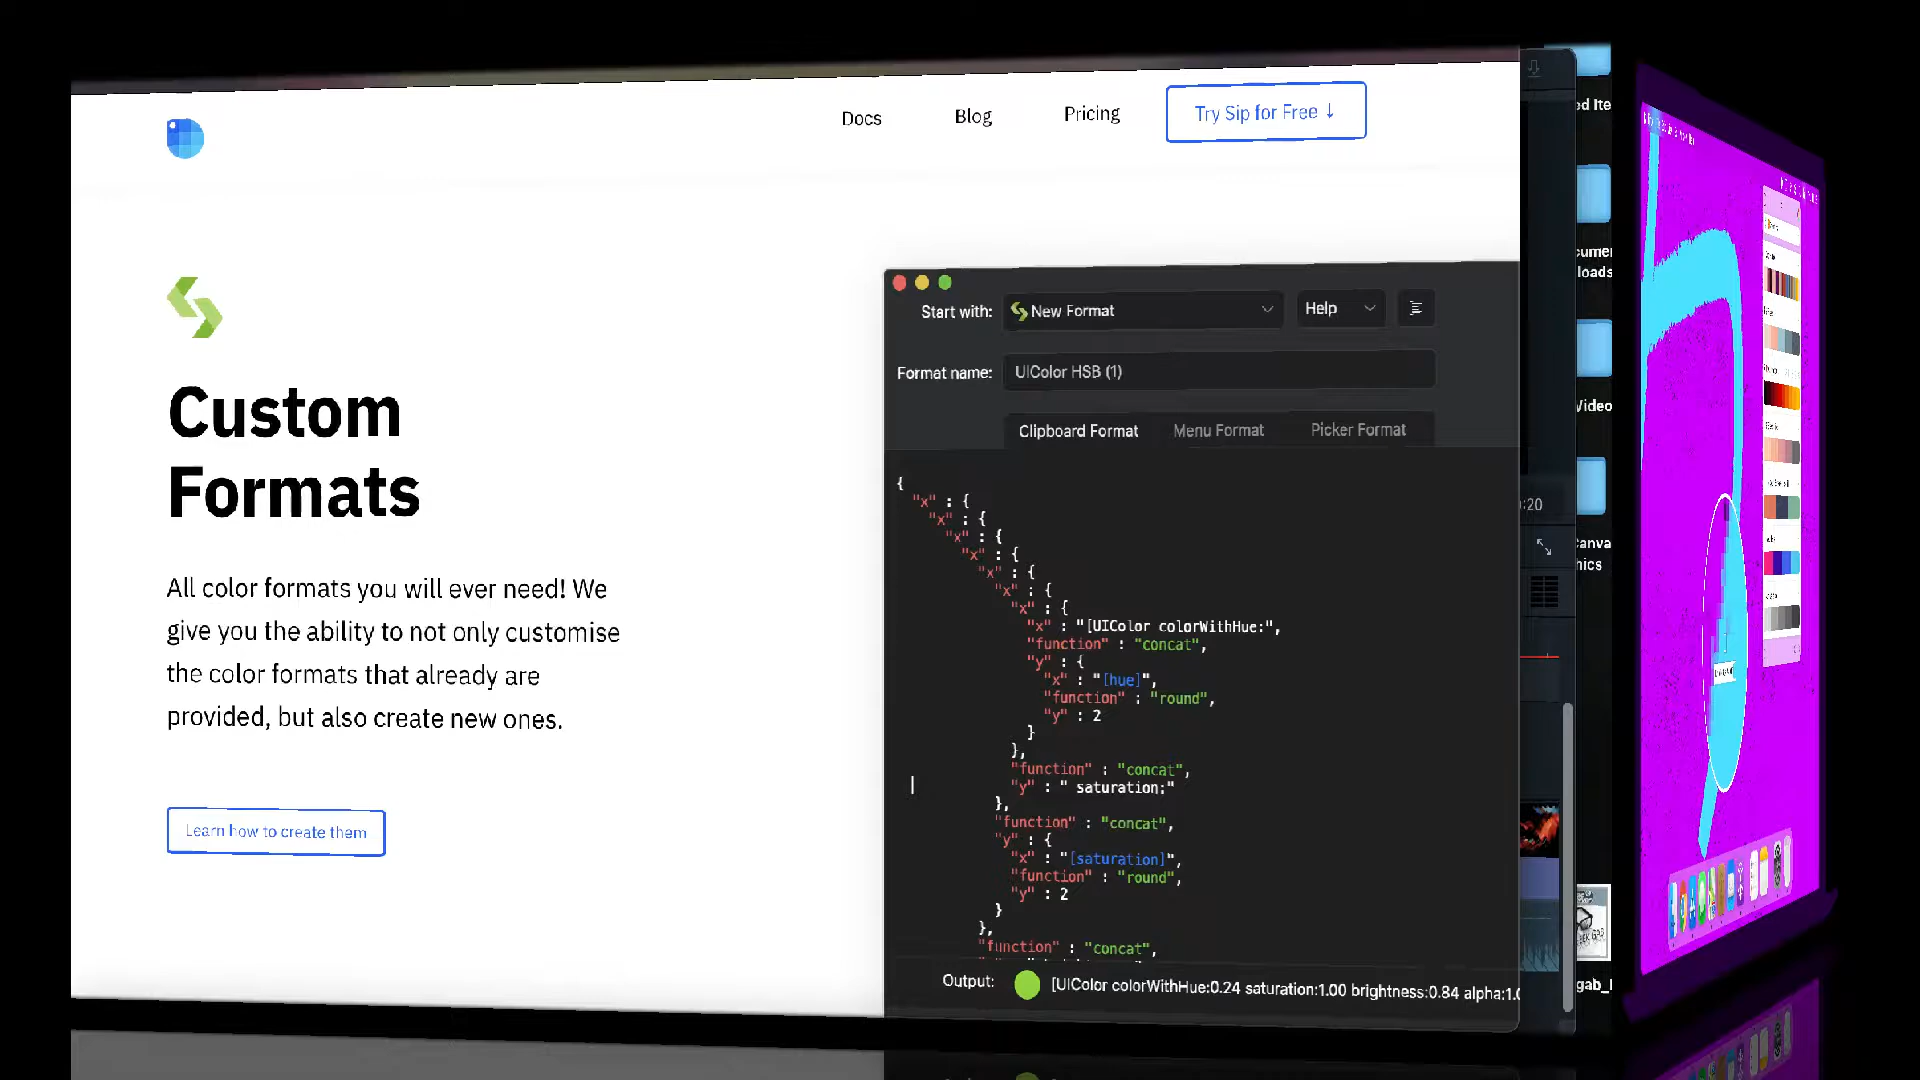 Docs
Blog
Pricing
Try Sip for Free ↓
Custom
Formats
All color formats you will ever need! We
give you the ability to not only customise
the color formats that already are
provided, but also create new ones.
Learn how to create them
Start with:
New Format
Help
Format name:
UIColor HSB (1)
Clipboard Format
Menu Format
Picker Format
{
"x" : {
"x" : {
"x" : {
"x" : {
"x" : {
"x" : {
"x" : {
"x" : "[UIColor colorWithHue:",
"function" : "concat",
"y" : {
"x" : "[hue]",
"function" : "round",
"y" : 2
}
},
"function" : "concat",
"y" : " saturation:"
},
"function" : "concat",
"y" : {
"x" : "[saturation]",
"function" : "round",
"y" : 2
}
},
"function" : "concat",
Output:
[UIColor colorWithHue:0.24 saturation:1.00 brightness:0.84 alpha:1.0
:20
Video